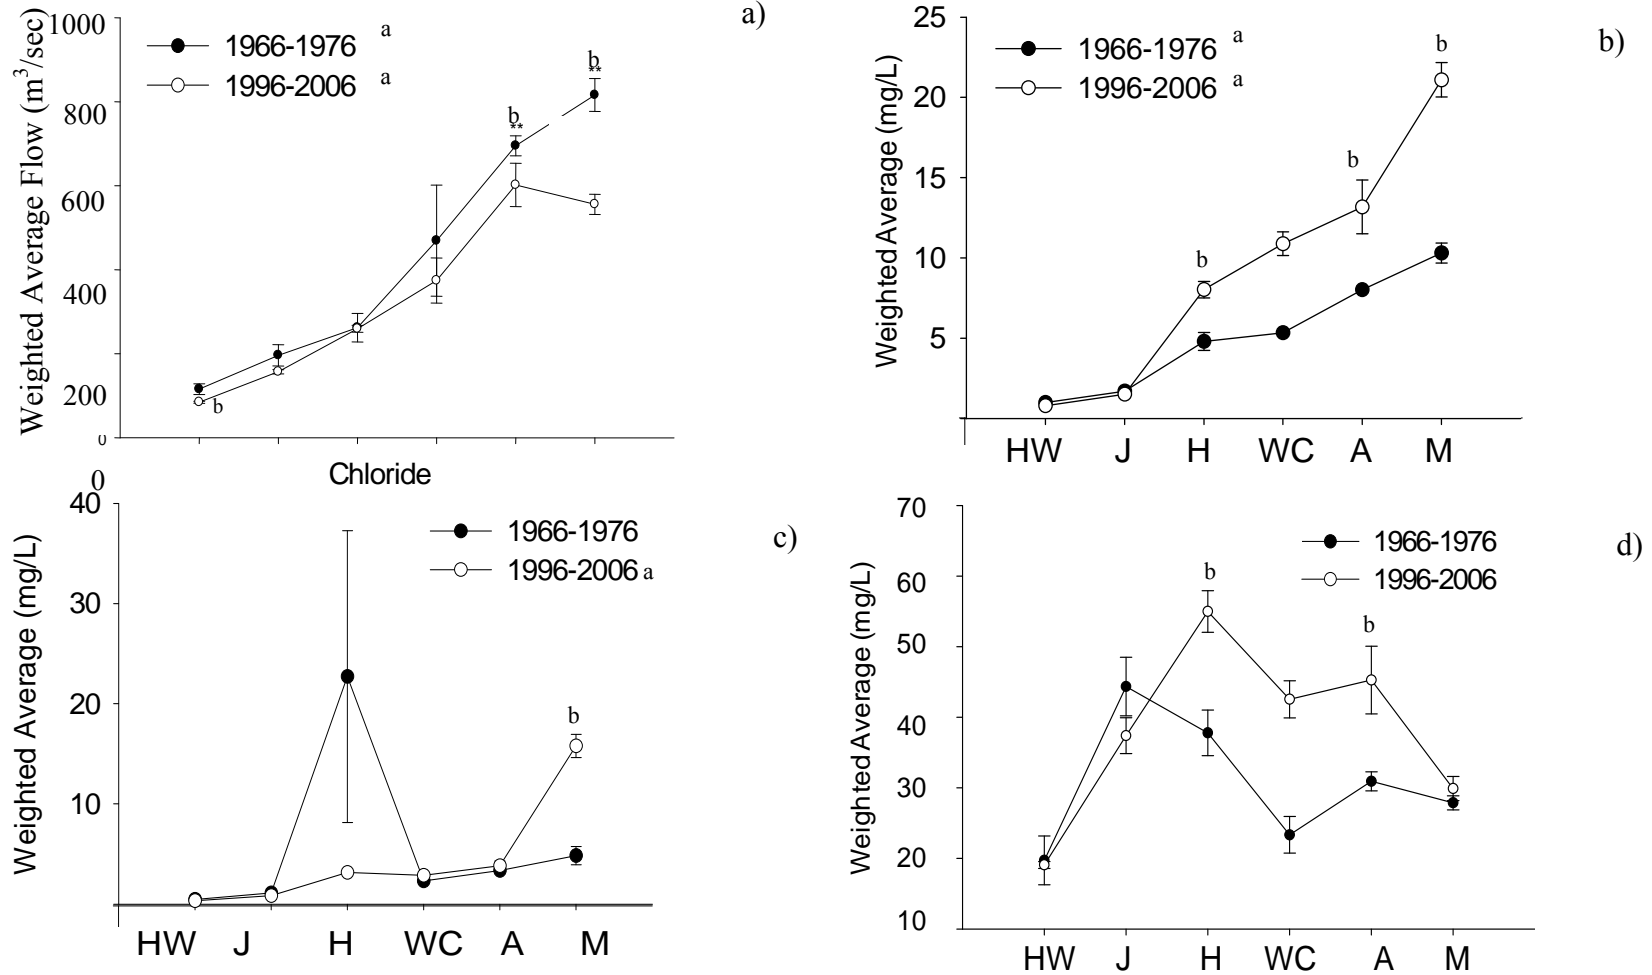 a)
Weighted Average Flow (m³/sec)
1000
800
600
400
200
0
0
1966-1976 a
1996-2006 a
b
**
b
**
b
b)
Weighted Average (mg/L)
25
20
15
10
5
1966-1976 a
1996-2006 a
b
b
b
HW J H WC A M
Chloride
c)
Weighted Average (mg/L)
40
30
20
10
1966-1976
1996-2006 a
b
HW J H WC A M
d)
Weighted Average (mg/L)
70
60
50
40
30
20
10
1966-1976
1996-2006
b
b
HW J H WC A M